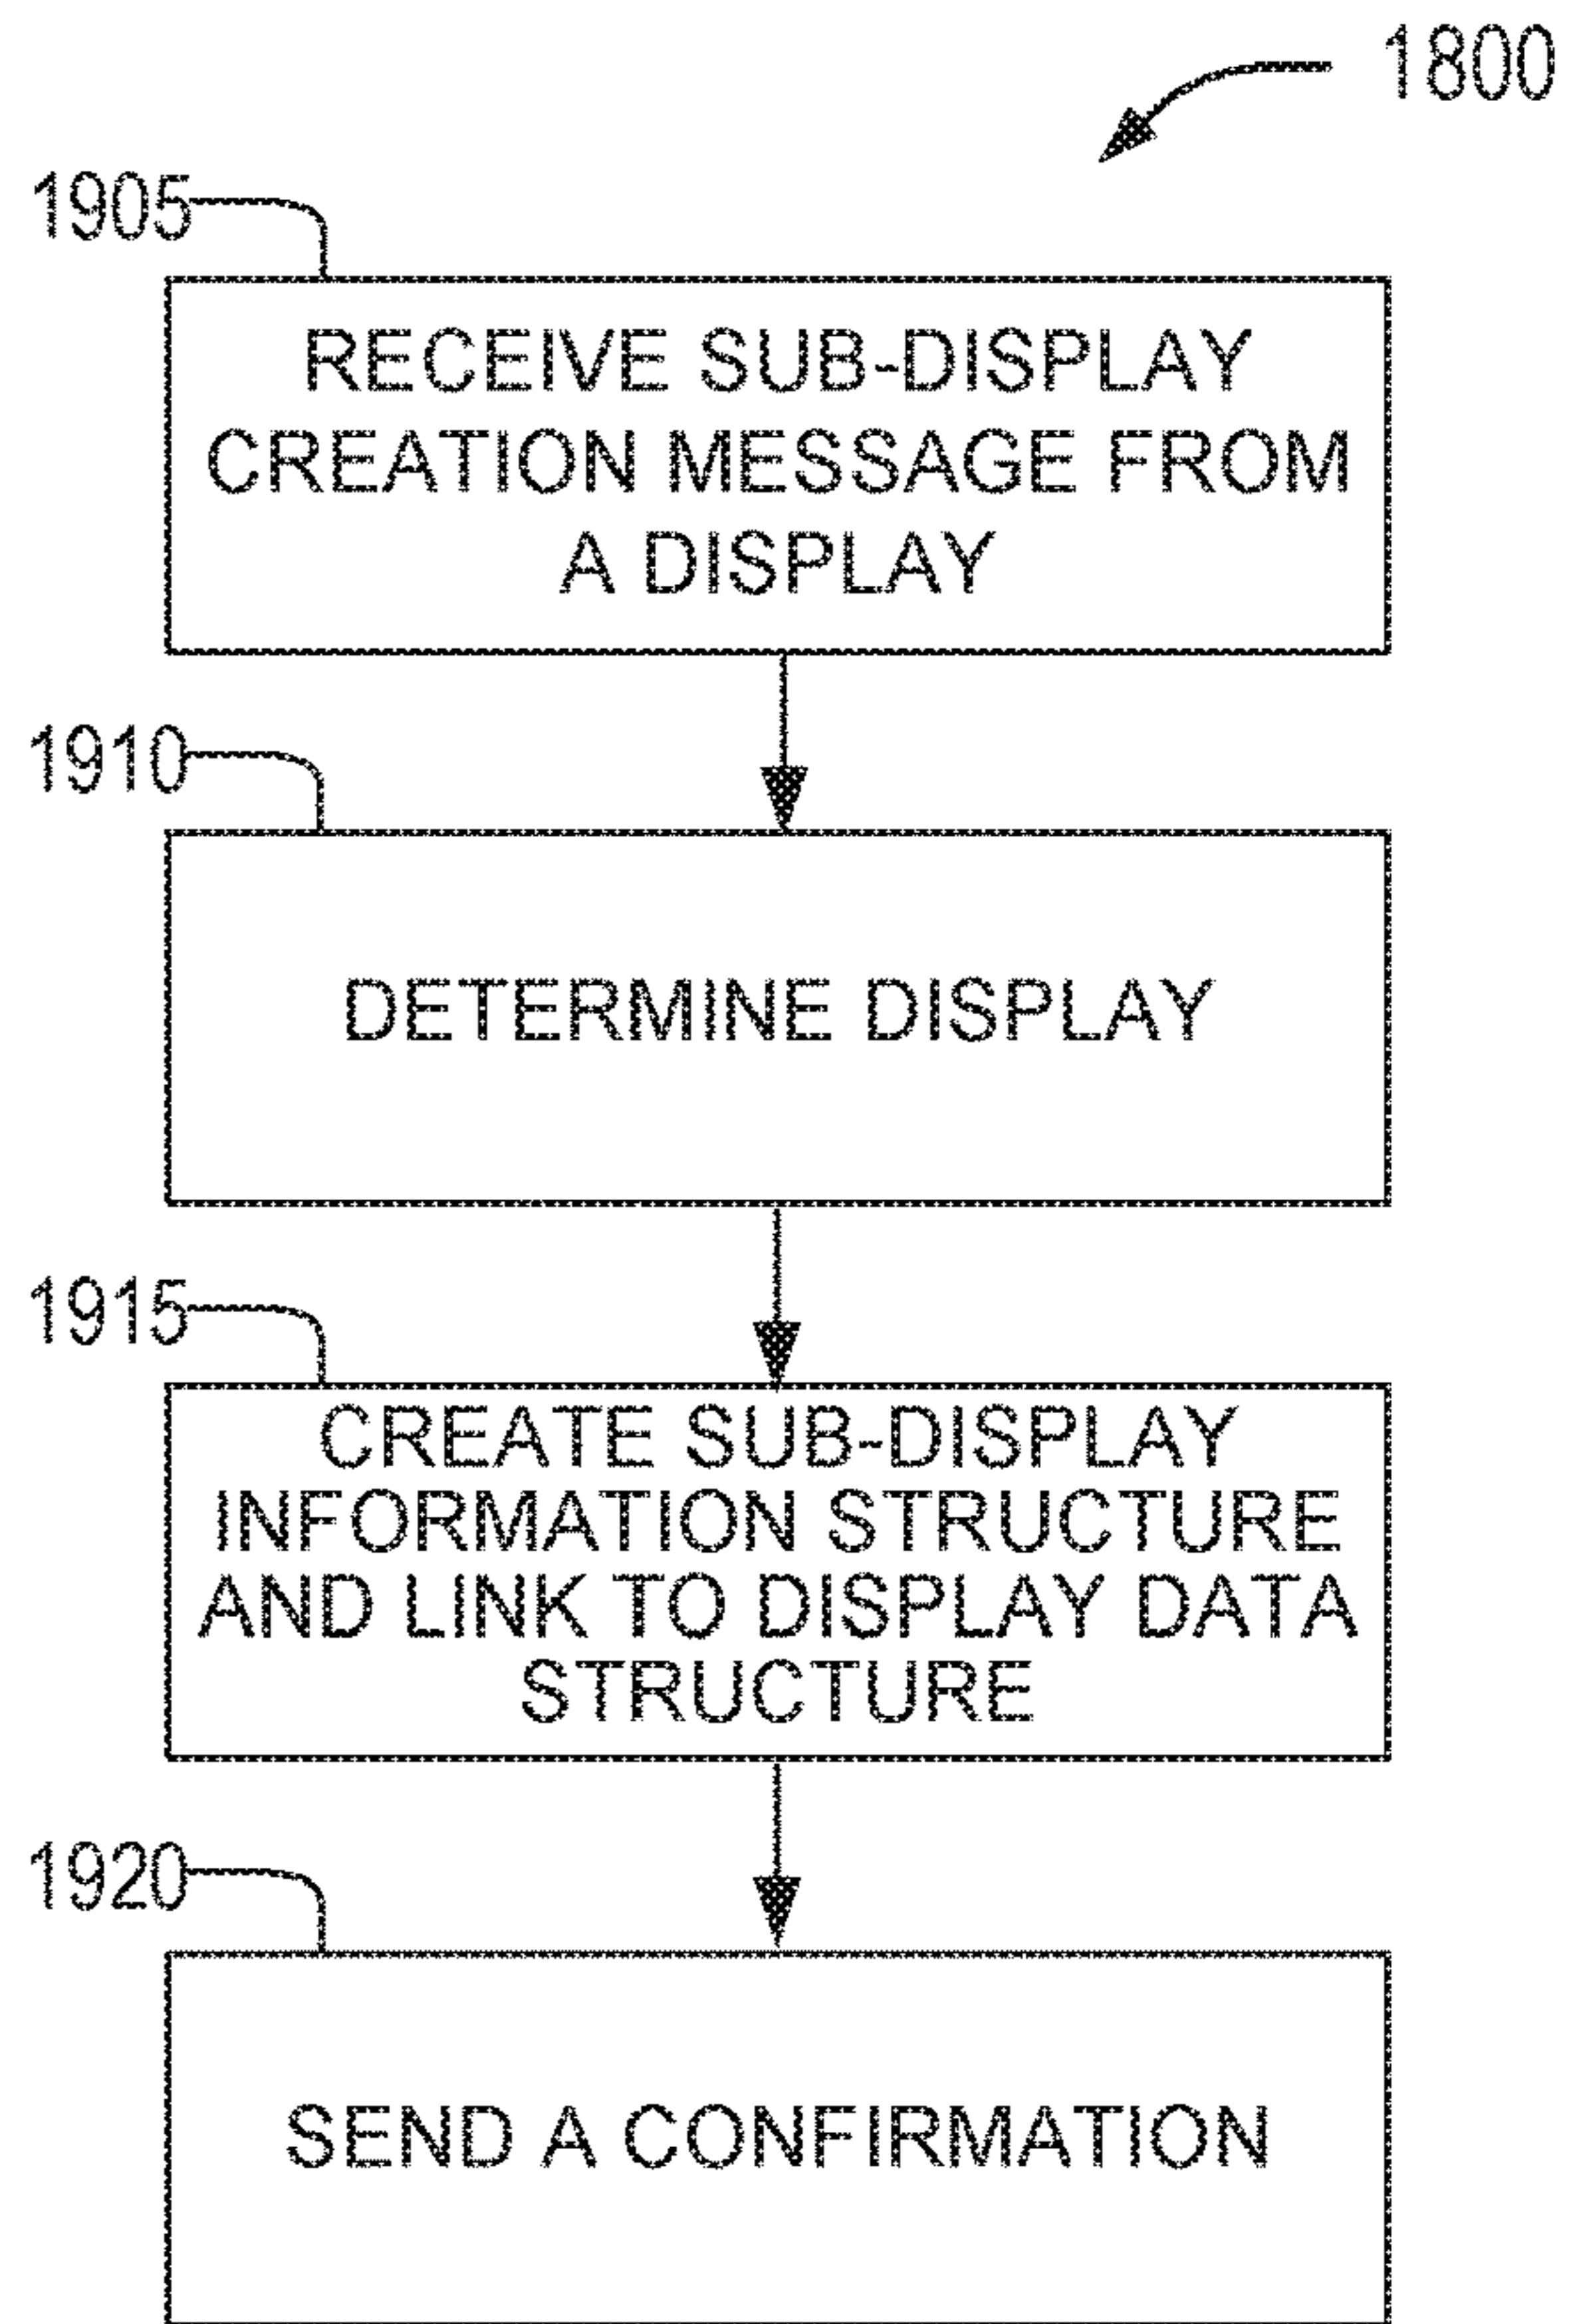 1800
1905
RECEIVE SUB-DISPLAY
CREATION MESSAGE FROM
A DISPLAY
1910
DETERMINE DISPLAY
1915
CREATE SUB-DISPLAY
INFORMATION STRUCTURE
AND LINK TO DISPLAY DATA
STRUCTURE
1920
SEND A CONFIRMATION